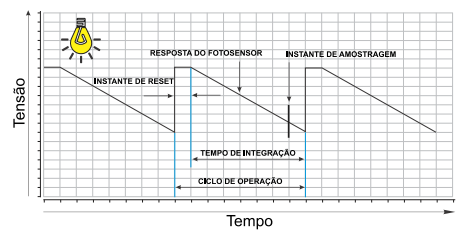 RESPOSTA DO FOTOSENSOR
INSTANTE DE AMOSTRAGEM
INSTANTE DE RESET
TEMPO DE INTEGRAÇÃO
CICLO DE OPERAÇÃO
Tensão
Tempo